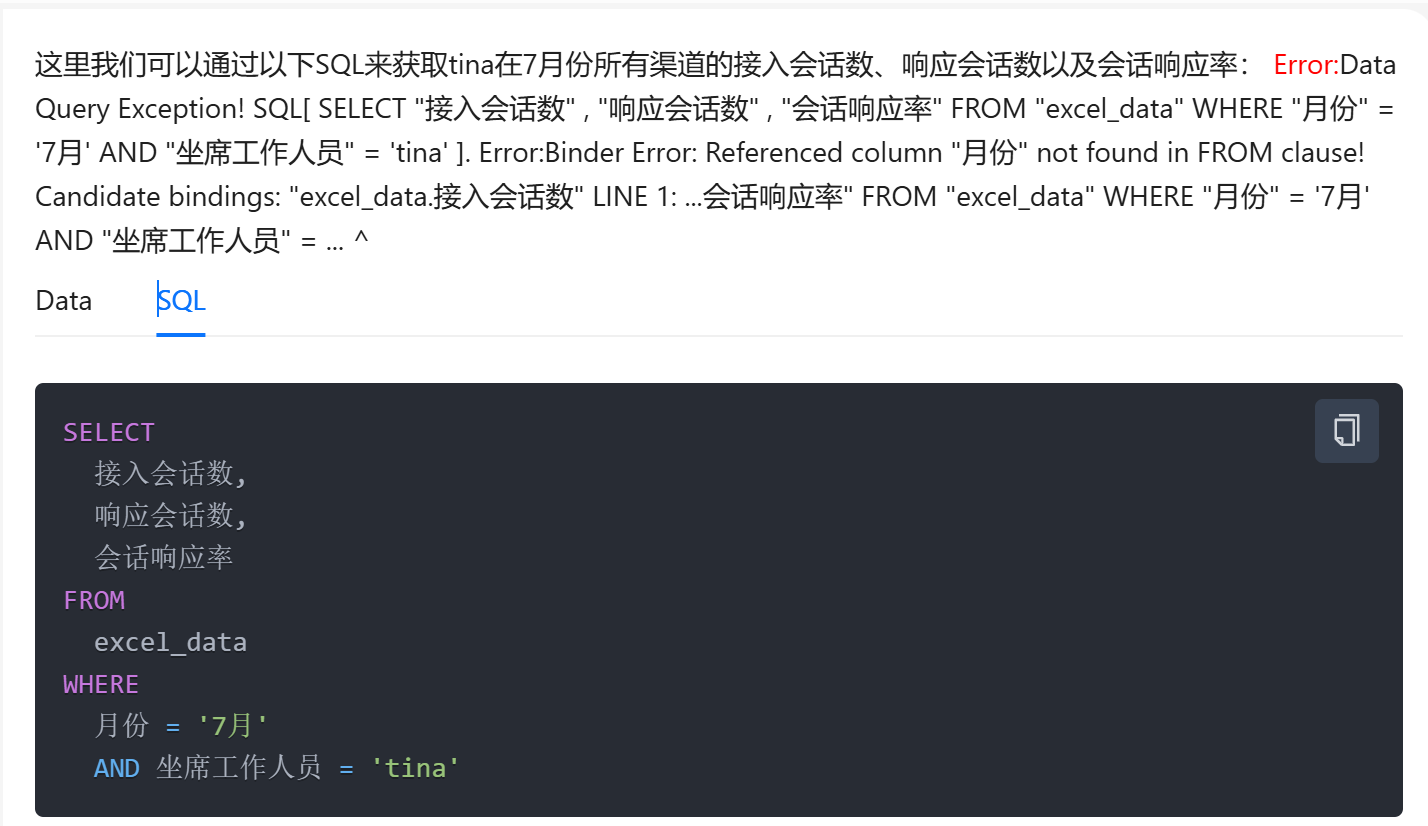 这里我们可以通过以下SQL来获取tina在7月份所有渠道的接入会话数、响应会话数以及会话响应率： Error:Data
Query Exception! SQL[ SELECT "接入会话数" , "响应会话数" , "会话响应率" FROM "excel_data" WHERE "月份" =
'7月' AND "坐席工作人员" = 'tina' ]. Error:Binder Error: Referenced column "月份" not found in FROM clause!
Candidate bindings: "excel_data.接入会话数" LINE 1: ...会话响应率" FROM "excel_data" WHERE "月份" = '7月'
AND "坐席工作人员" = ... ^
Data SQL
SELECT
接入会话数,
响应会话数,
会话响应率
FROM
excel_data
WHERE
月份 = '7月'
AND 坐席工作人员 = 'tina'